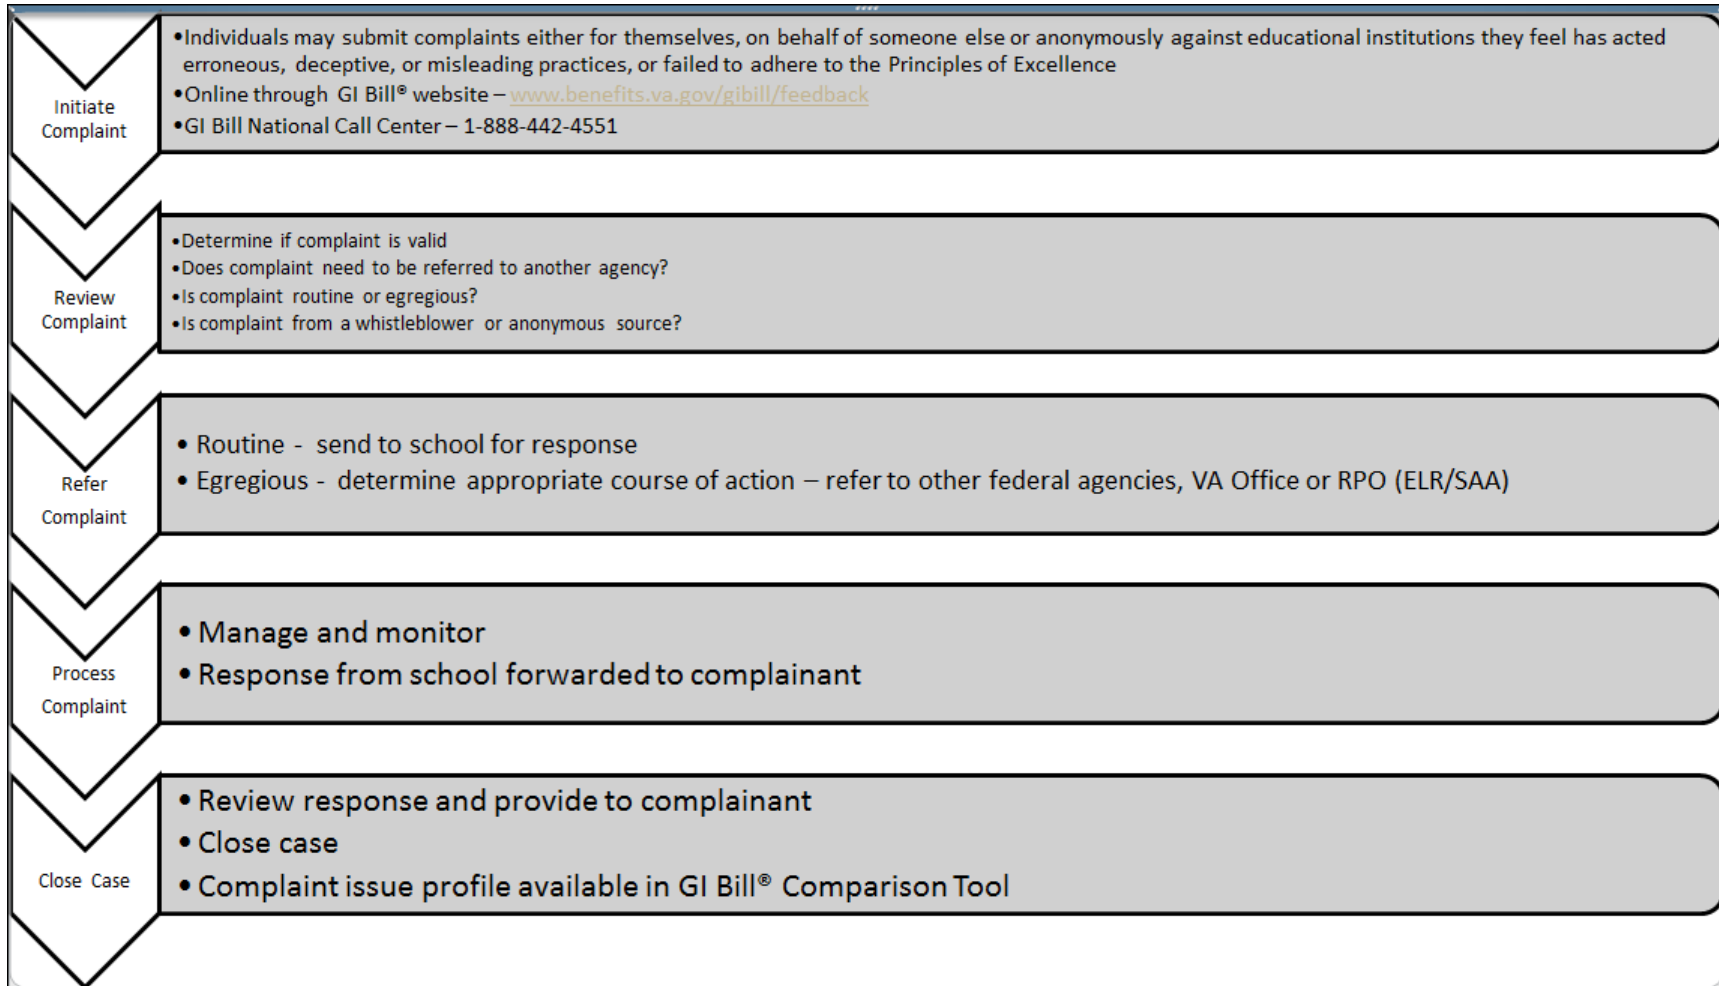 Initiate
Complaint
•Individuals may submit complaints either for themselves, on behalf of someone else or anonymously against educational institutions they feel has acted
erroneous, deceptive, or misleading practices, or failed to adhere to the Principles of Excellence
•Online through GI Bill® website – www.benefits.va.gov/gibill/feedback
•GI Bill National Call Center – 1-888-442-4551
Review
Complaint
•Determine if complaint is valid
•Does complaint need to be referred to another agency?
•Is complaint routine or egregious?
•Is complaint from a whistleblower or anonymous source?
Refer
Complaint
• Routine - send to school for response
• Egregious - determine appropriate course of action – refer to other federal agencies, VA Office or RPO (ELR/SAA)
Process
Complaint
• Manage and monitor
• Response from school forwarded to complainant
Close Case
• Review response and provide to complainant
• Close case
• Complaint issue profile available in GI Bill® Comparison Tool